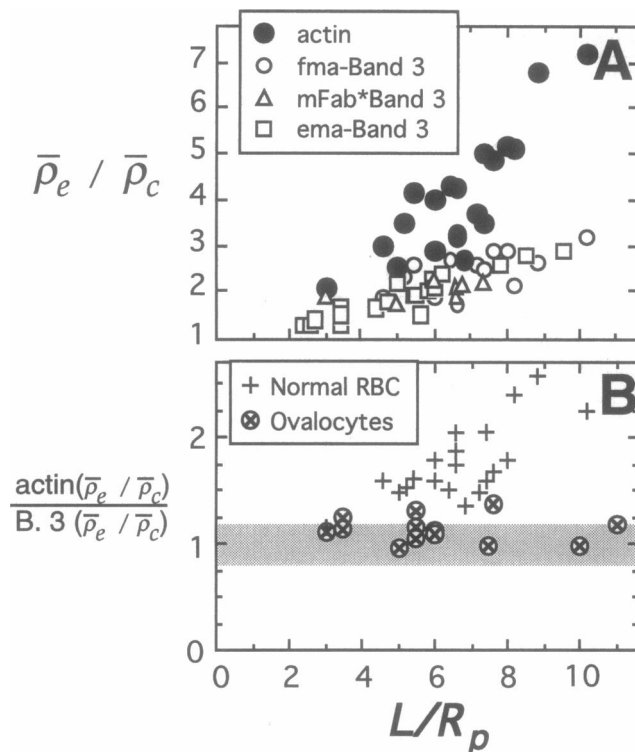 actin
fma-Band 3
mFab*Band 3
ema-Band 3
A
7
6
5
4
3
2
1
ρ̅e / ρ̅c
Normal RBC
Ovalocytes
B
2
1
0
actin(ρ̅e / ρ̅c)
B. 3 (ρ̅e / ρ̅c)
0 2 4 6 8 10
L/Rp